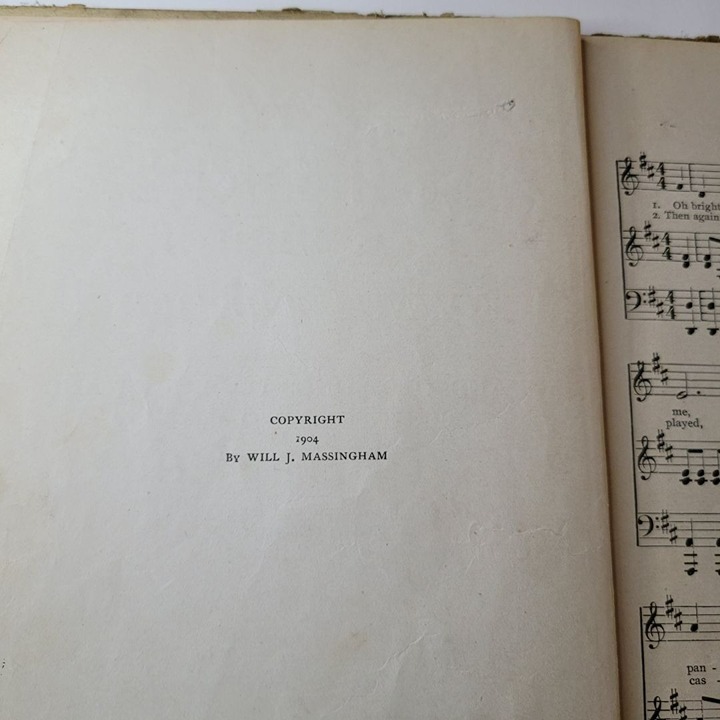 COPYRIGHT
1904
By WILL J. MASSINGHAM
1. Oh bright
2. Then again
me,
played,
pan -
cas -